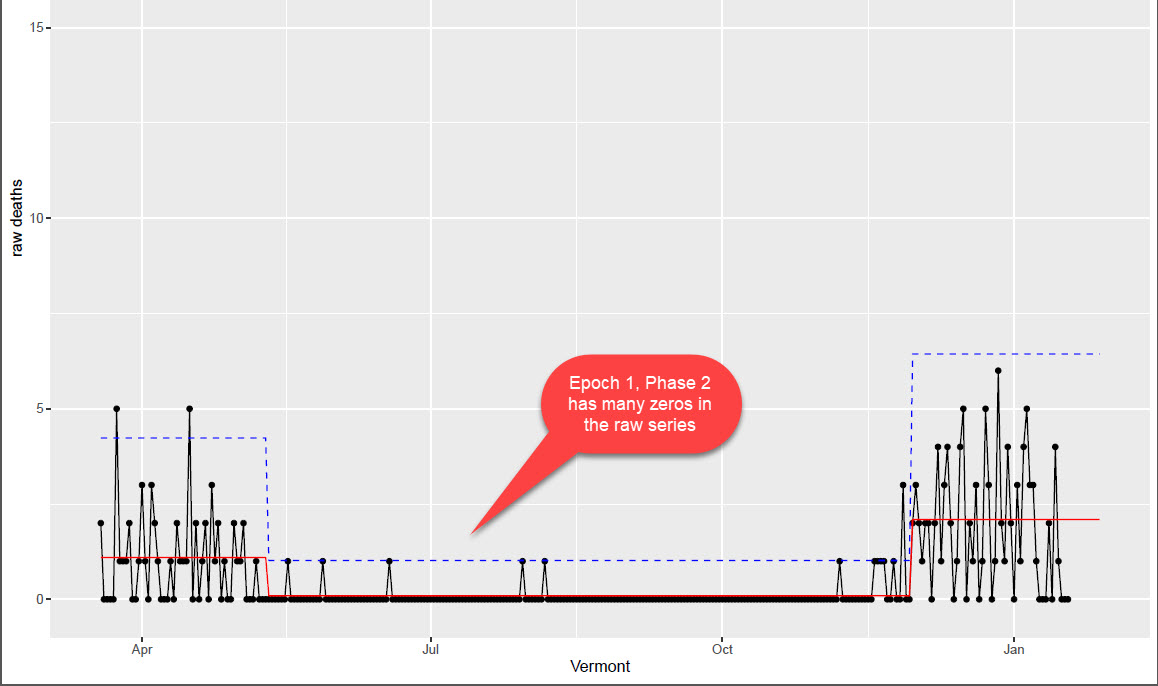 15
10
5
0
raw deaths
Epoch 1, Phase 2
has many zeros in
the raw series
Apr
Jul
Oct
Jan
Vermont